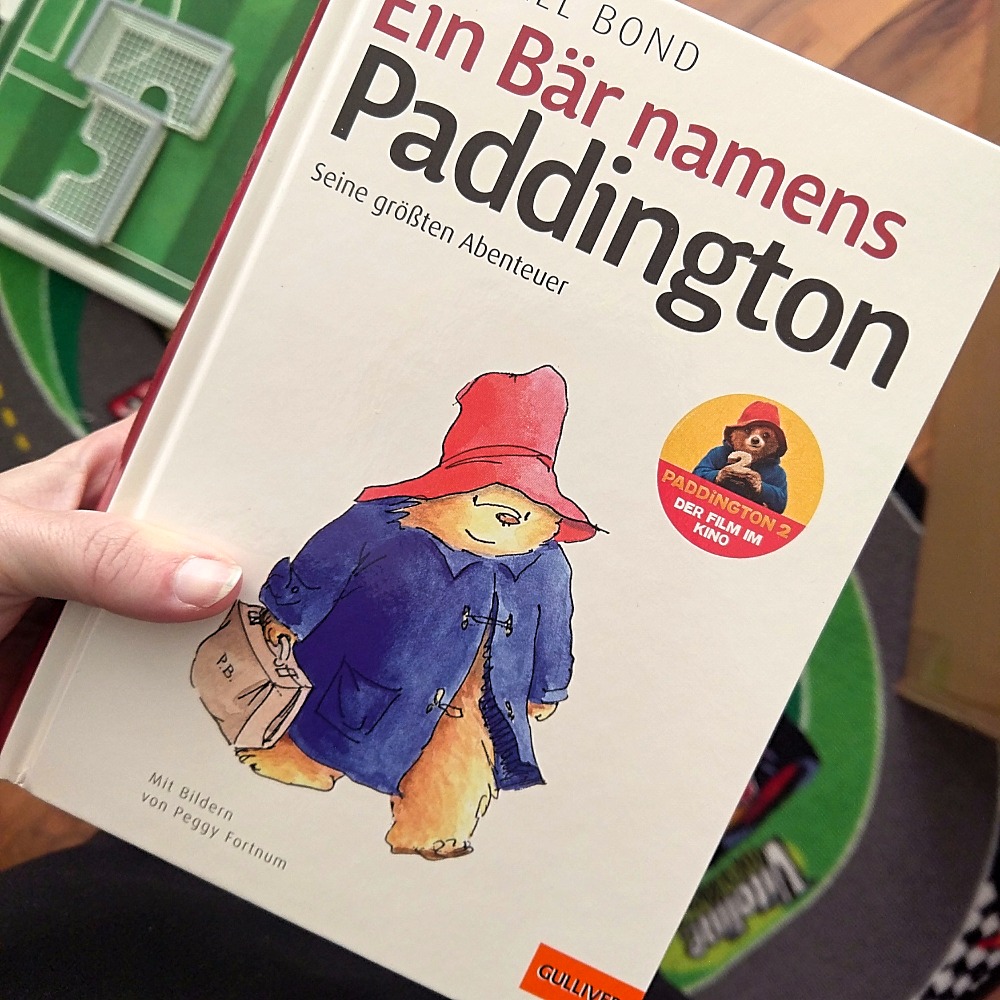 BOND
Ein Bär namens
Paddington
Seine größten Abenteuer
PADDINGTON 2
DER FILM IM
KINO
P.B.
Mit Bildern
von Peggy Fortnum
GULLIVER